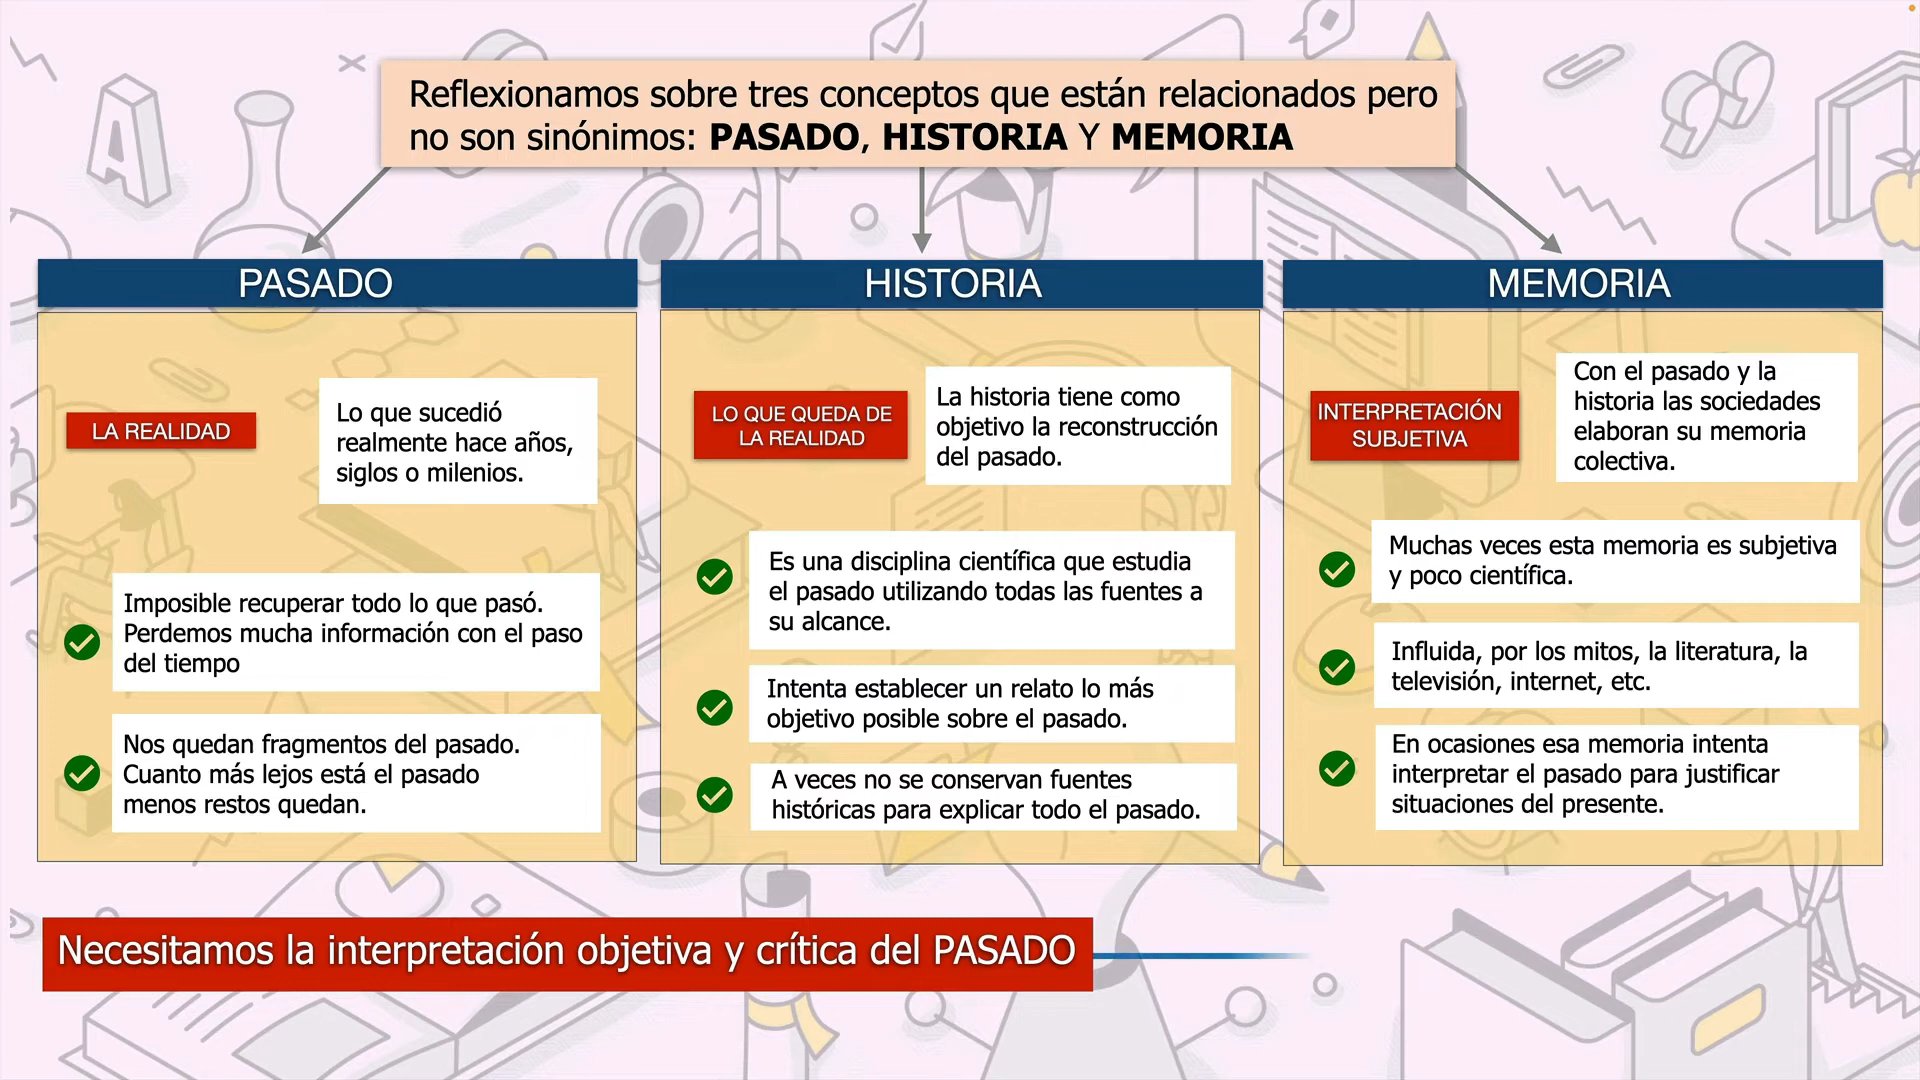 Reflexionamos sobre tres conceptos que están relacionados pero
no son sinónimos: PASADO, HISTORIA Y MEMORIA
PASADO
LA REALIDAD
Lo que sucedió
realmente hace años,
siglos o milenios.
Imposible recuperar todo lo que pasó.
Perdemos mucha información con el paso
del tiempo
Nos quedan fragmentos del pasado.
Cuanto más lejos está el pasado
menos restos quedan.
HISTORIA
LO QUE QUEDA DE
LA REALIDAD
La historia tiene como
objetivo la reconstrucción
del pasado.
Es una disciplina científica que estudia
el pasado utilizando todas las fuentes a
su alcance.
Intenta establecer un relato lo más
objetivo posible sobre el pasado.
A veces no se conservan fuentes
históricas para explicar todo el pasado.
MEMORIA
INTERPRETACIÓN
SUBJETIVA
Con el pasado y la
historia las sociedades
elaboran su memoria
colectiva.
Muchas veces esta memoria es subjetiva
y poco científica.
Influida, por los mitos, la literatura, la
televisión, internet, etc.
En ocasiones esa memoria intenta
interpretar el pasado para justificar
situaciones del presente.
Necesitamos la interpretación objetiva y crítica del PASADO